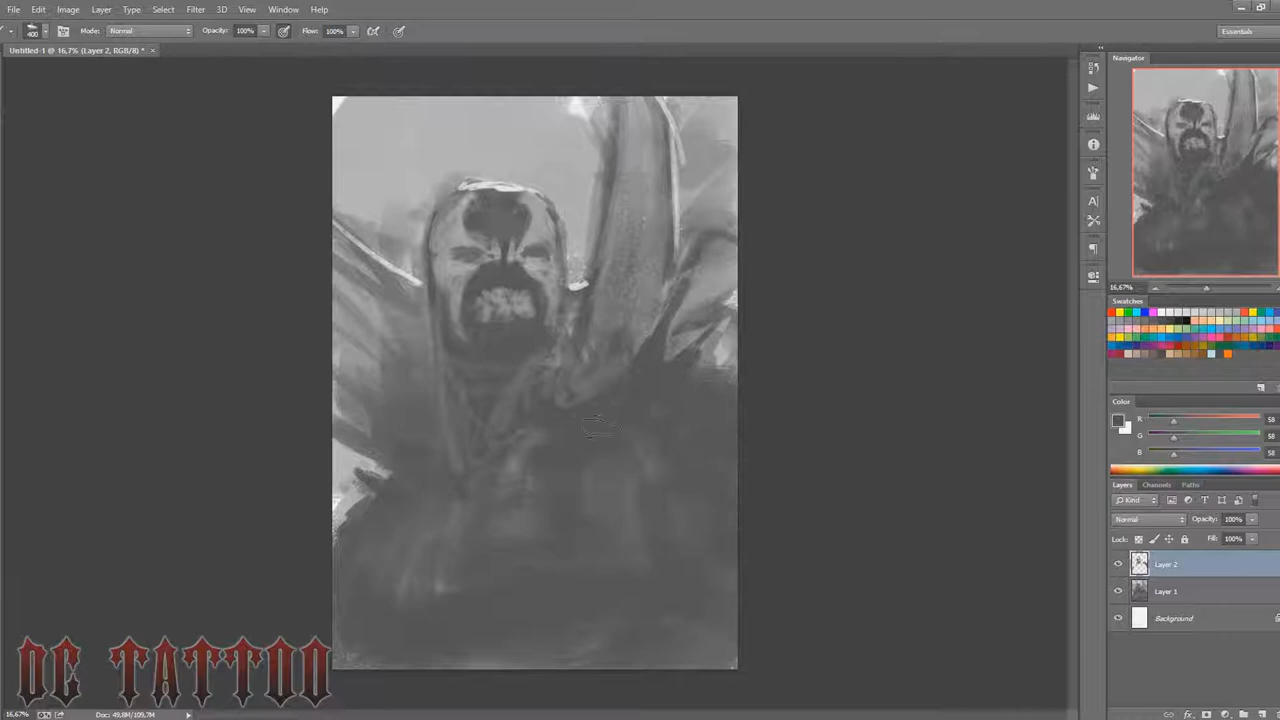 File Edit Image Layer Type Select Filter 3D View Window Help
400 Mode: Normal Opacity: 100% Flow: 100% Essentials
Untitled-1 @ 16,7% (Layer 2, RGB/8) * ×
Navigator
16,67%
Swatches
Color
R 58
G 58
B 58
Layers Channels Paths
Kind
Normal Opacity: 100%
Lock: Fill: 100%
Layer 2
Layer 1
Background
DC TATTOO
16,67% Doc: 49,8M/109,7M